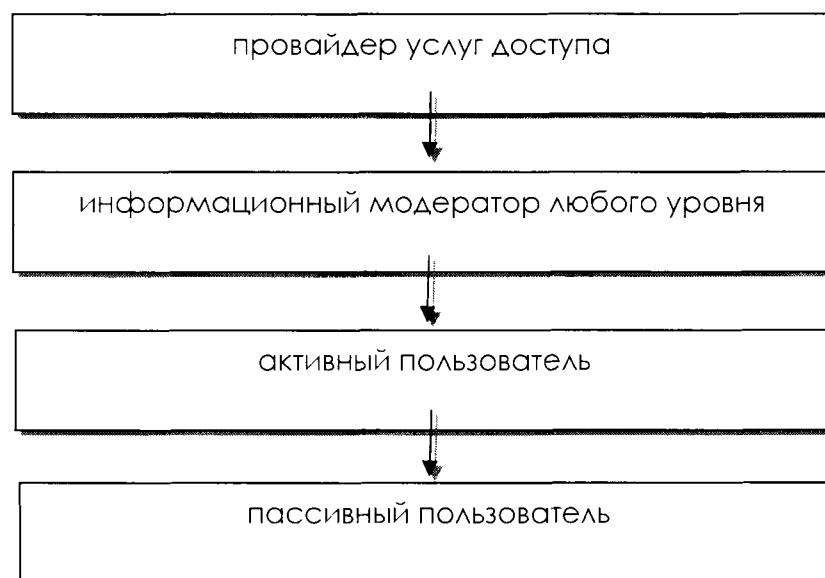 провайдер услуг доступа
информационный модератор любого уровня
активный пользователь
пассивный пользователь